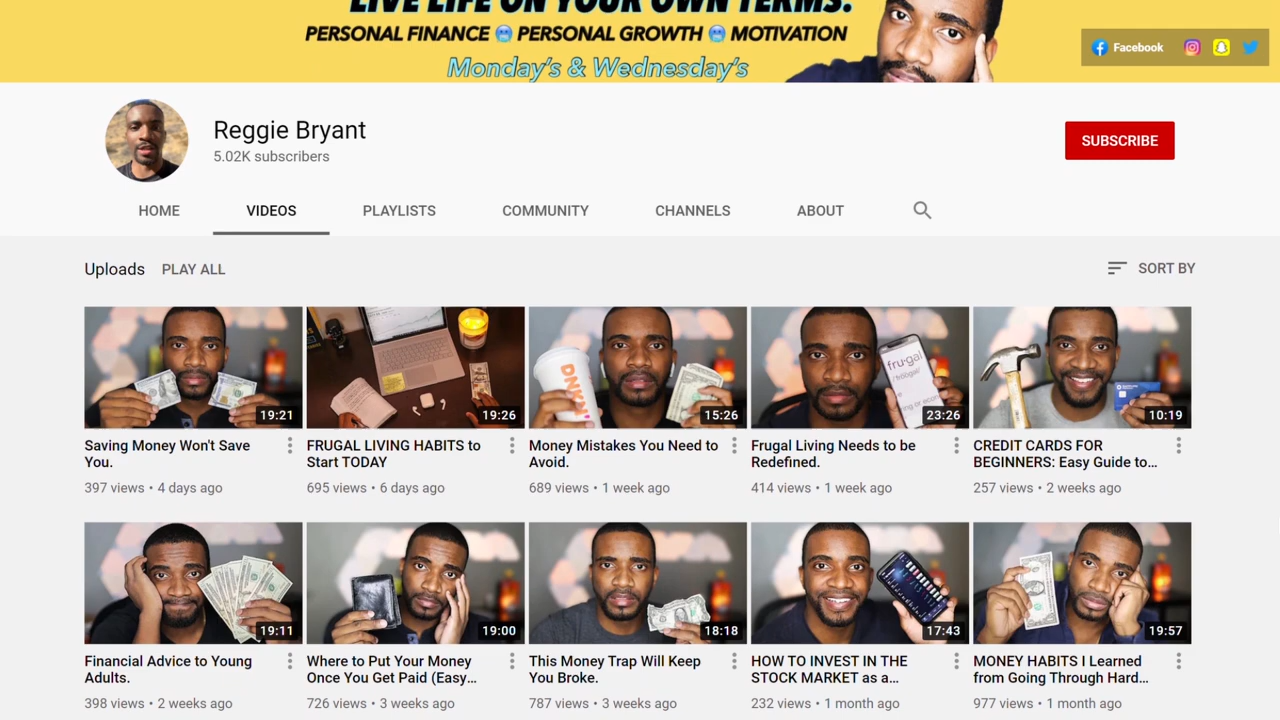 LIVE LIFE ON YOUR OWN TERMS.
PERSONAL FINANCE 🥶 PERSONAL GROWTH 🥶 MOTIVATION
Monday's & Wednesday's
Facebook
Reggie Bryant
5.02K subscribers
SUBSCRIBE
HOME VIDEOS PLAYLISTS COMMUNITY CHANNELS ABOUT
Uploads PLAY ALL SORT BY
DUNKIN'
fru·gal
/ˈfro͞oɡəl/
19:21 19:26 15:26 23:26 10:19
Saving Money Won't Save You.
397 views • 4 days ago
FRUGAL LIVING HABITS to Start TODAY
695 views • 6 days ago
Money Mistakes You Need to Avoid.
689 views • 1 week ago
Frugal Living Needs to be Redefined.
414 views • 1 week ago
CREDIT CARDS FOR BEGINNERS: Easy Guide to...
257 views • 2 weeks ago
19:11 19:00 18:18 17:43 19:57
Financial Advice to Young Adults.
398 views • 2 weeks ago
Where to Put Your Money Once You Get Paid (Easy...
726 views • 3 weeks ago
This Money Trap Will Keep You Broke.
787 views • 3 weeks ago
HOW TO INVEST IN THE STOCK MARKET as a...
232 views • 1 month ago
MONEY HABITS I Learned from Going Through Hard...
977 views • 1 month ago